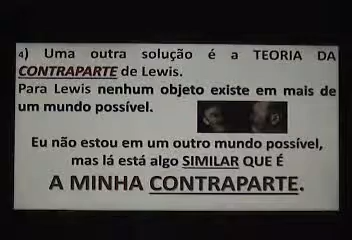 4) Uma outra solução é a TEORIA DA
CONTRAPARTE de Lewis.
Para Lewis nenhum objeto existe em mais de
um mundo possível.
Eu não estou em um outro mundo possível,
mas lá está algo SIMILAR QUE É
A MINHA CONTRAPARTE.